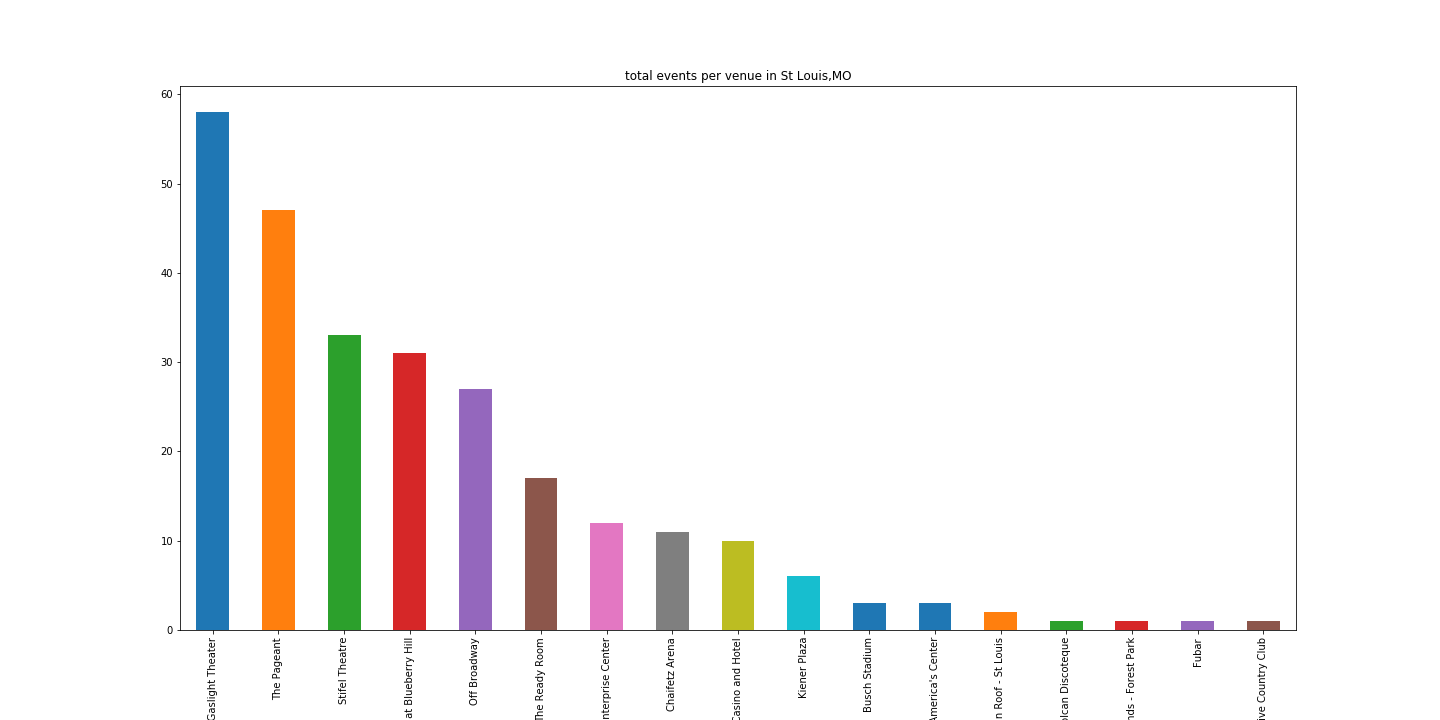 total events per venue in St Louis,MO
60
50
40
30
20
10
0
Gaslight Theater
The Pageant
Stifel Theatre
at Blueberry Hill
Off Broadway
The Ready Room
nterprise Center
Chaifetz Arena
Casino and Hotel
Kiener Plaza
Busch Stadium
America's Center
n Roof - St Louis
olcan Discoteque
nds - Forest Park
Fubar
ive Country Club